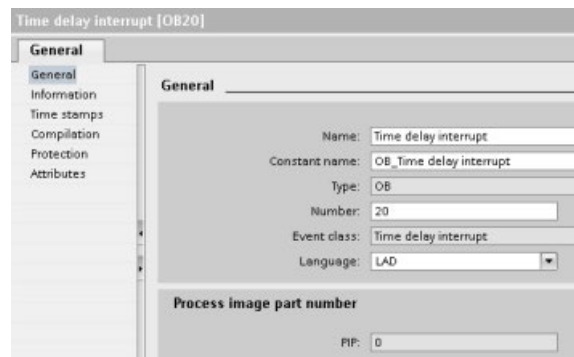 Time delay interrupt [OB20]
General
General
Information
Time stamps
Compilation
Protection
Attributes
General
Name: Time delay interrupt
Constant name: OB_Time delay interrupt
Type: OB
Number: 20
Event class: Time delay interrupt
Language: LAD
Process image part number
PIP: 0